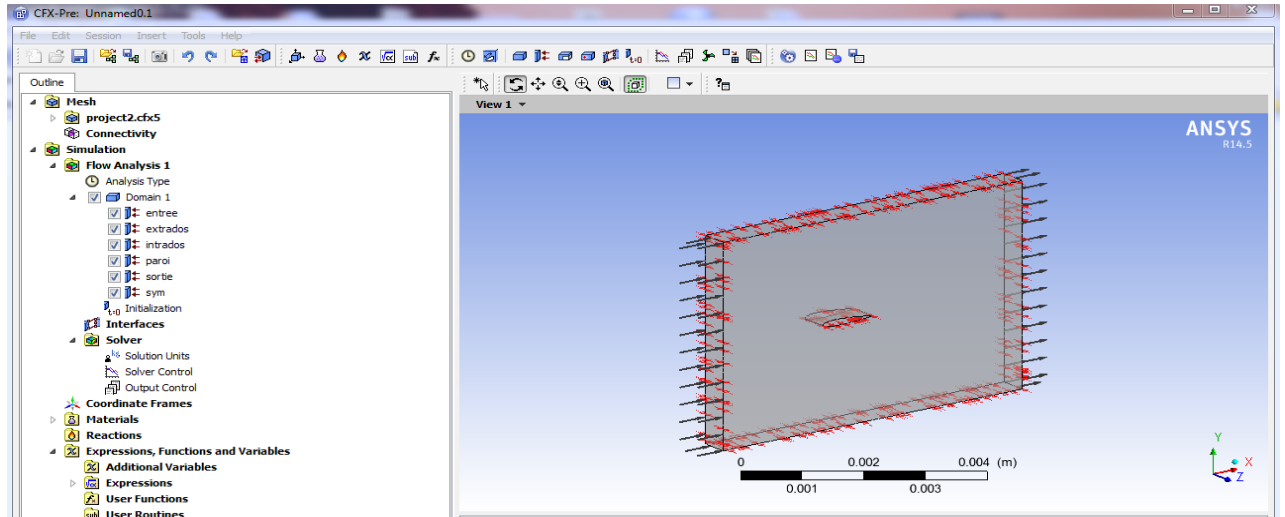 CFX-Pre: Unnamed0.1
File Edit Session Insert Tools Help
Outline
Mesh
project2.cfx5
Connectivity
Simulation
Flow Analysis 1
Analysis Type
Domain 1
entree
extrados
intrados
paroi
sortie
sym
t=0 Initialization
Interfaces
Solver
Solution Units
Solver Control
Output Control
Coordinate Frames
Materials
Reactions
Expressions, Functions and Variables
Additional Variables
Expressions
User Functions
User Routines
View 1
ANSYS
R14.5
0 0.002 0.004 (m)
0.001 0.003
Y
X
Z